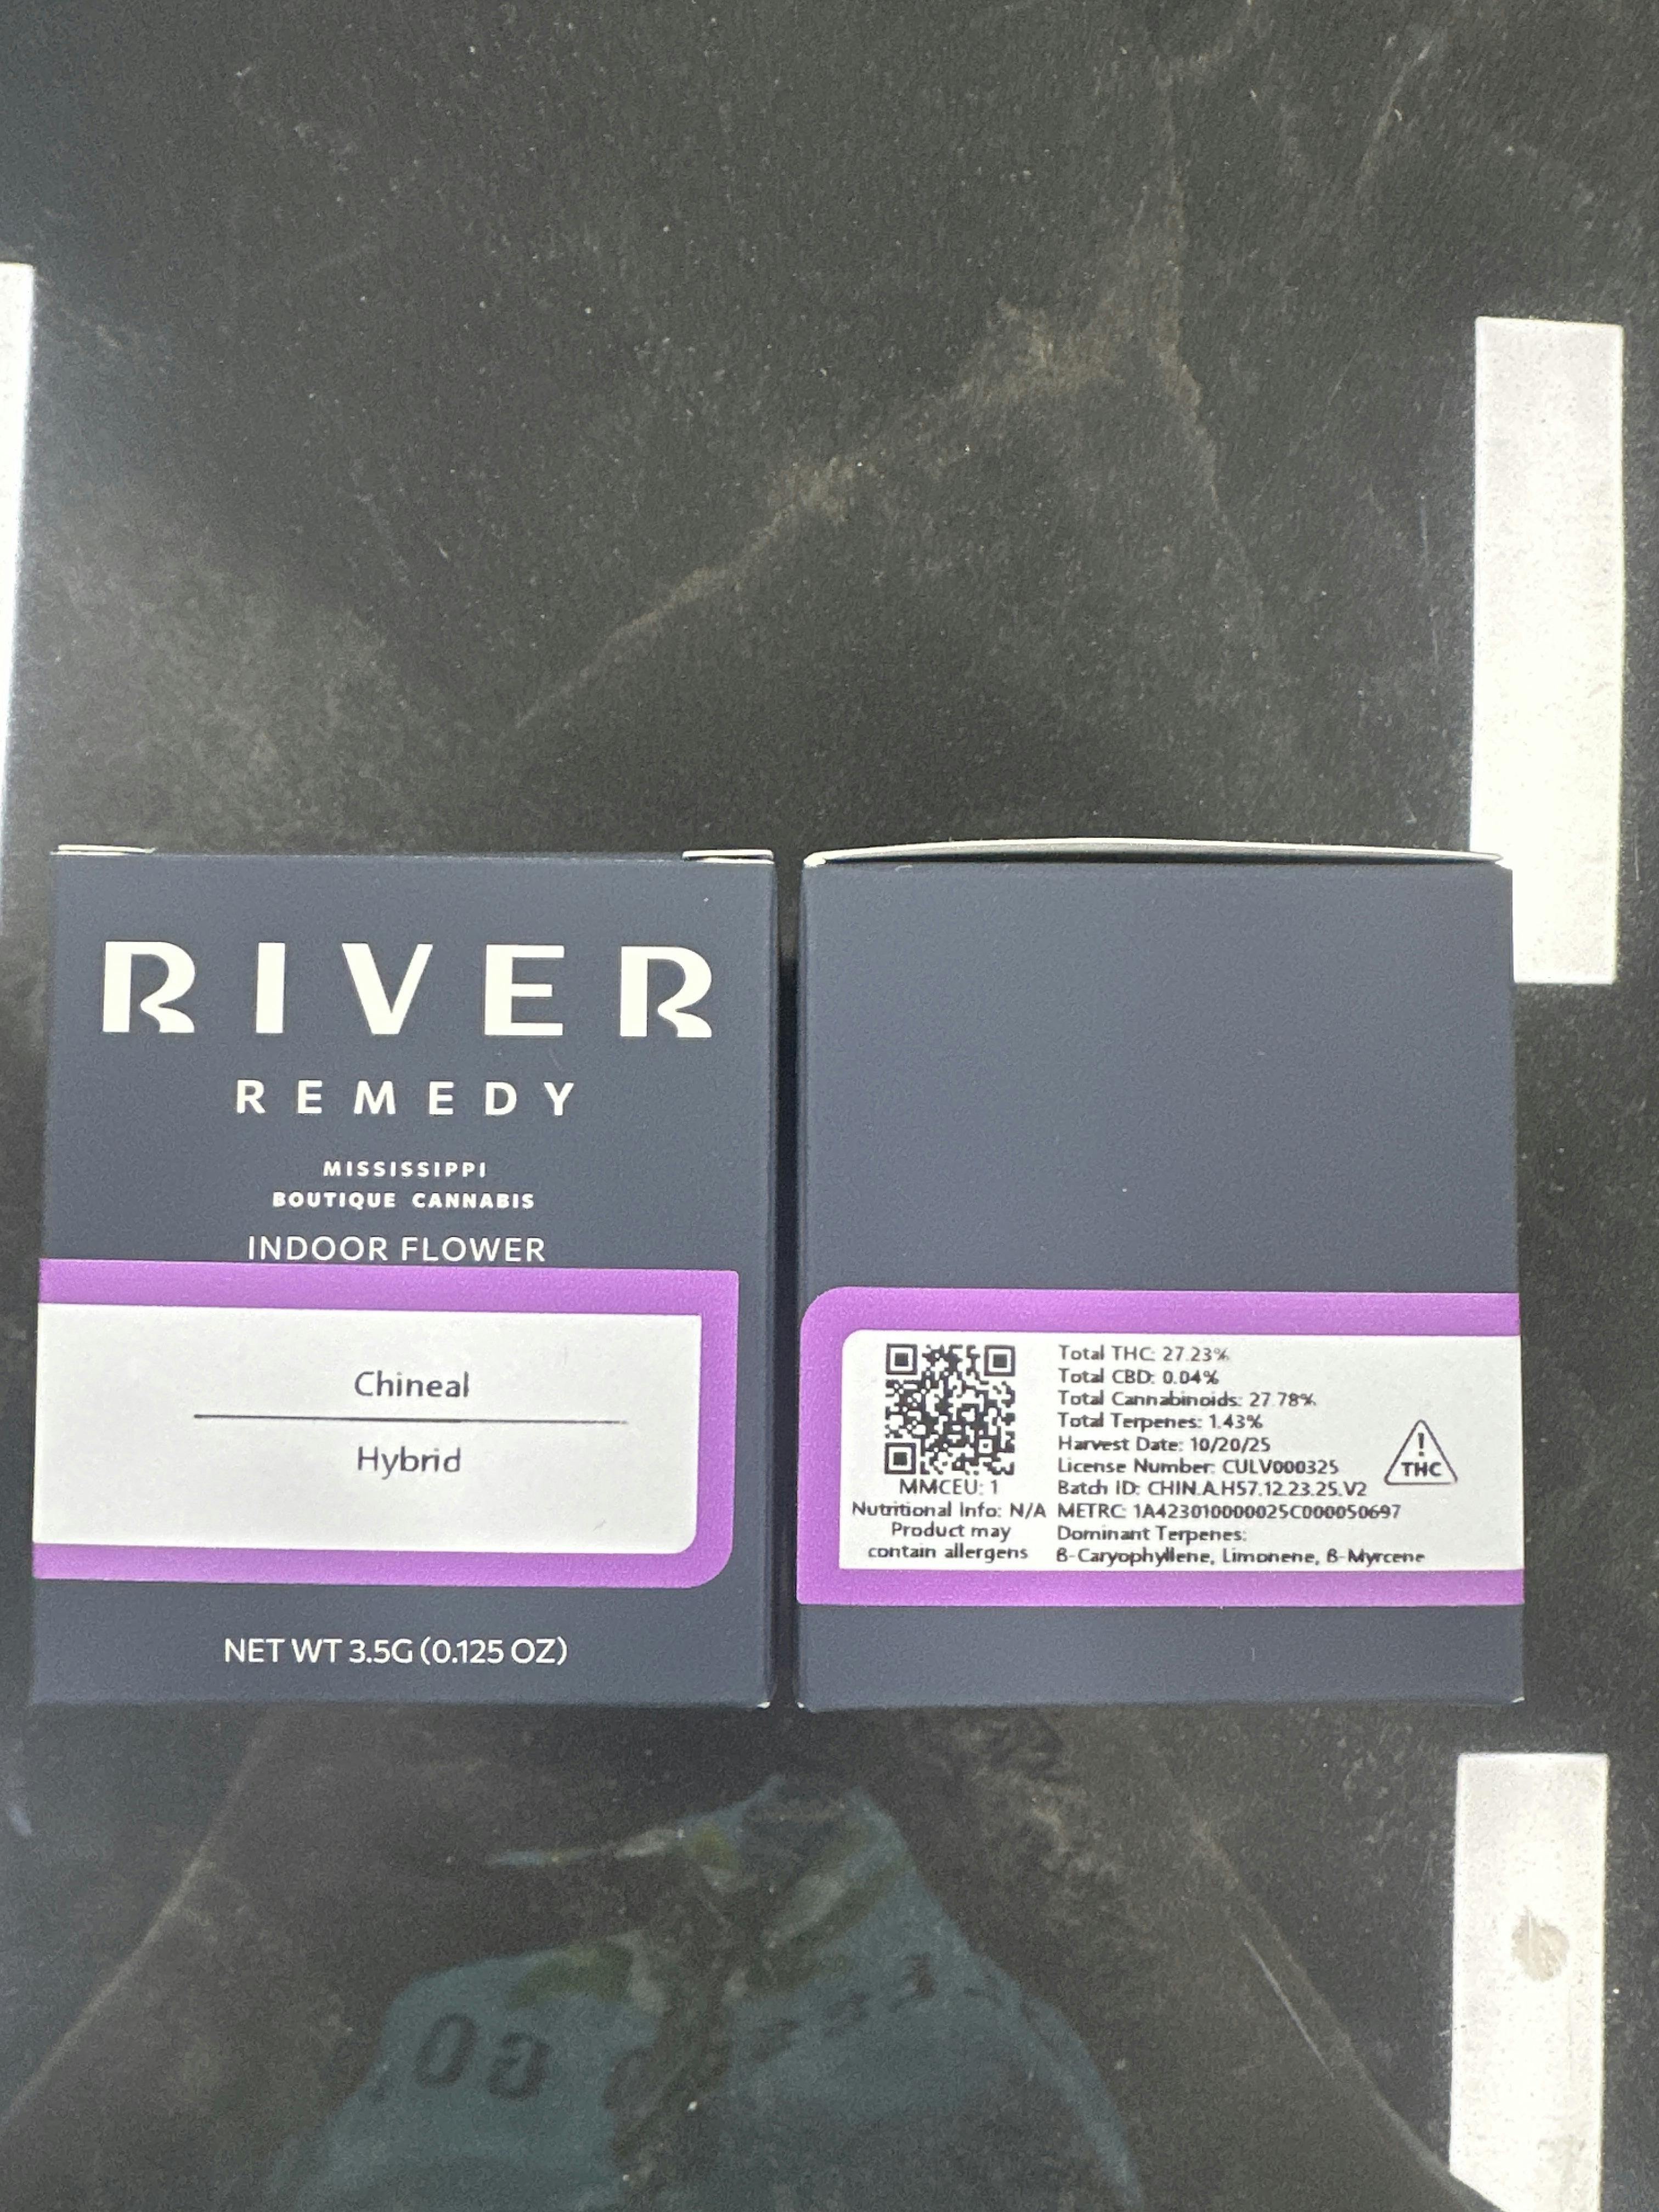 RIVER
REMEDY
MISSISSIPPI
BOUTIQUE CANNABIS
INDOOR FLOWER
Chineal
Hybrid
NET WT 3.5G (0.125 OZ)
MMCEU: 1
Nutritional Info: N/A
Product may
contain allergens
Total THC: 27.23%
Total CBD: 0.04%
Total Cannabinoids: 27.78%
Total Terpenes: 1.43%
Harvest Date: 10/20/25
License Number: CULV000325
Batch ID: CHIN.A.H57.12.23.25.V2
METRC: 1A423010000025C000050697
Dominant Terpenes:
ß-Caryophyllene, Limonene, ß-Myrcene
!
THC